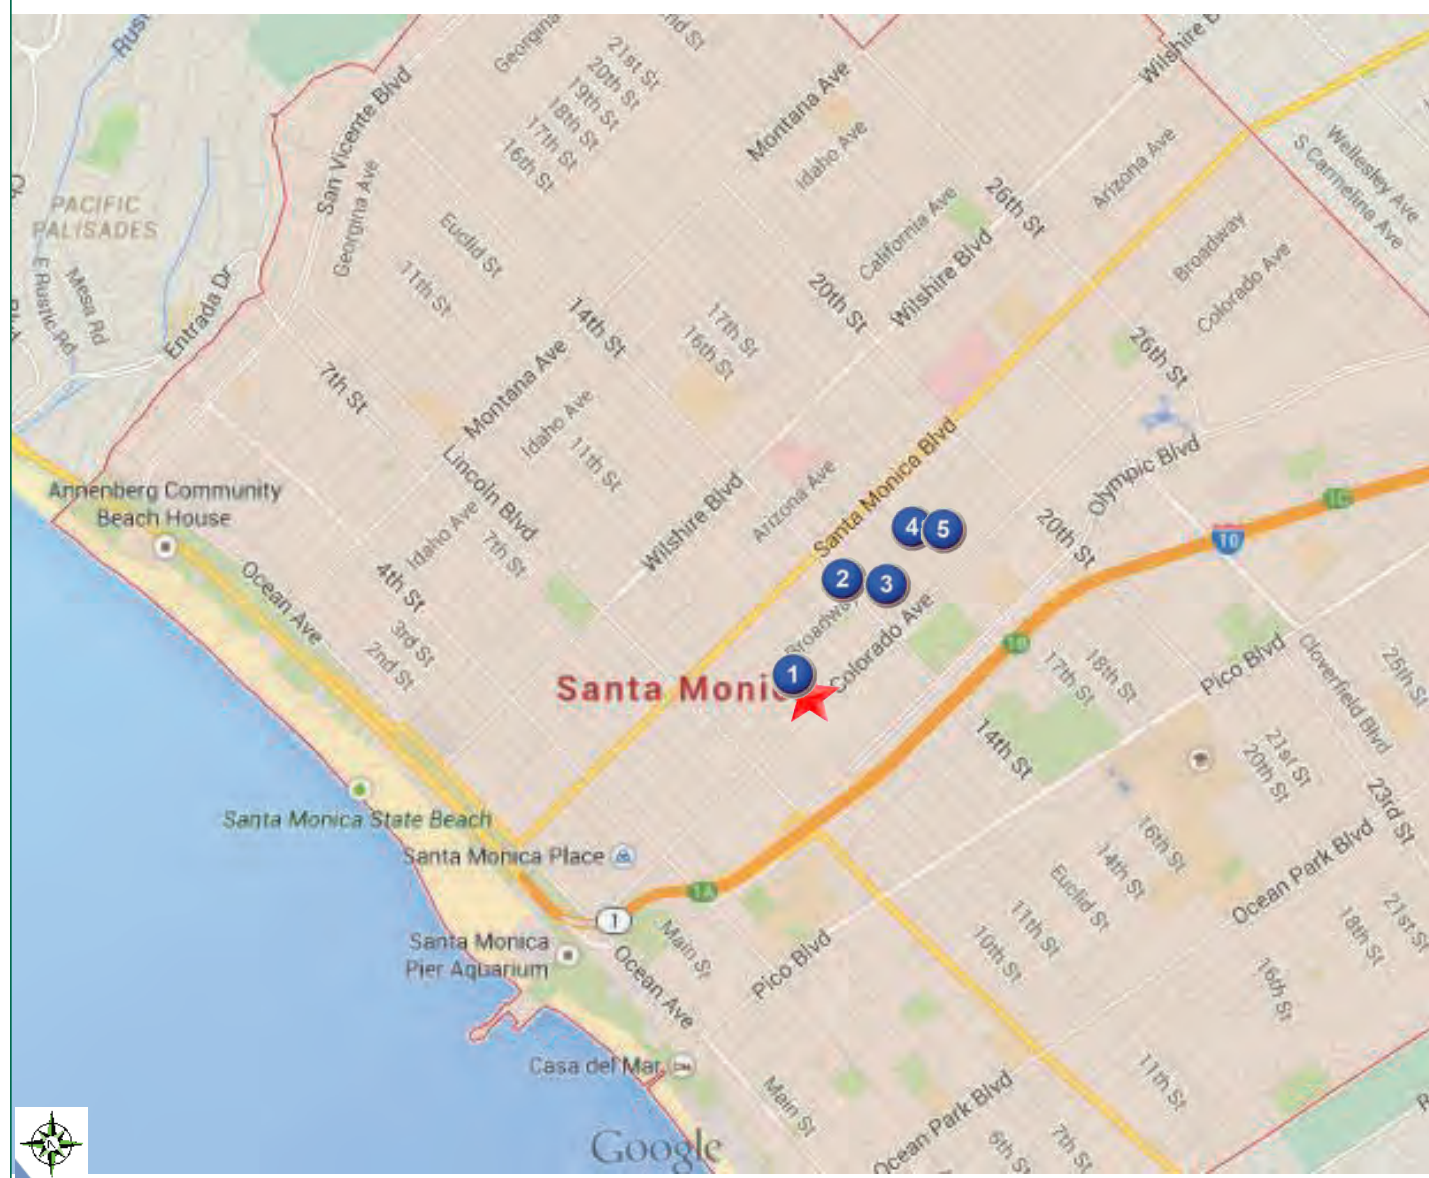 Georgina
21st St
20th St
19th St
18th St
17th St
16th St
Montana Ave
Idaho Ave
San Vicente Blvd
Georgina Ave
Wellesley Ave
S Carmelina Ave
Arizona Ave
26th St
California Ave
Wilshire Blvd
Broadway
Colorado Ave
PACIFIC
PALISADES
E Rustic Rd
Mesa Rd
Entrada Dr
Euclid St
11th St
14th St
17th St
16th St
20th St
26th St
7th St
Montana Ave
Idaho Ave
11th St
Lincoln Blvd
Idaho Ave
7th St
Wilshire Blvd
Arizona Ave
Santa Monica Blvd
Olympic Blvd
20th St
10
Annenberg Community
Beach House
4
5
2
3
Broadway
Colorado Ave
1
Ocean Ave
4th St
3rd St
2nd St
Santa Monic
1B
17th St
18th St
Pico Blvd
Cloverfield Blvd
25th St
14th St
21st St
20th St
23rd St
Santa Monica State Beach
Santa Monica Place
1A
1
16th St
14th St
Euclid St
11th St
10th St
Ocean Park Blvd
21st St
18th St
16th St
Santa Monica
Pier Aquarium
Main St
Ocean Ave
Pico Blvd
Casa del Mar
Main St
Ocean Park Blvd
11th St
7th St
6th St
Google
N